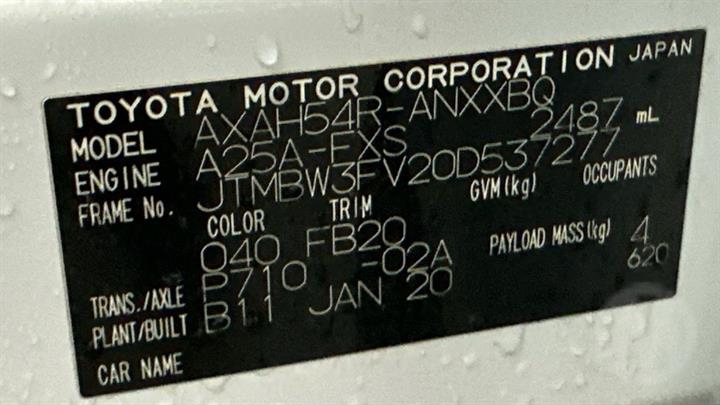 TOYOTA MOTOR CORPORATION JAPAN
MODEL AXAH54R-ANXXBQ
ENGINE A25A-FXS 2487 mL
FRAME No. JTMBW3FV20D537277
COLOR TRIM GVM(kg) OCCUPANTS
040 FB20 4
TRANS./AXLE P710 -02A PAYLOAD MASS(kg) 620
PLANT/BUILT B11 JAN 20
CAR NAME